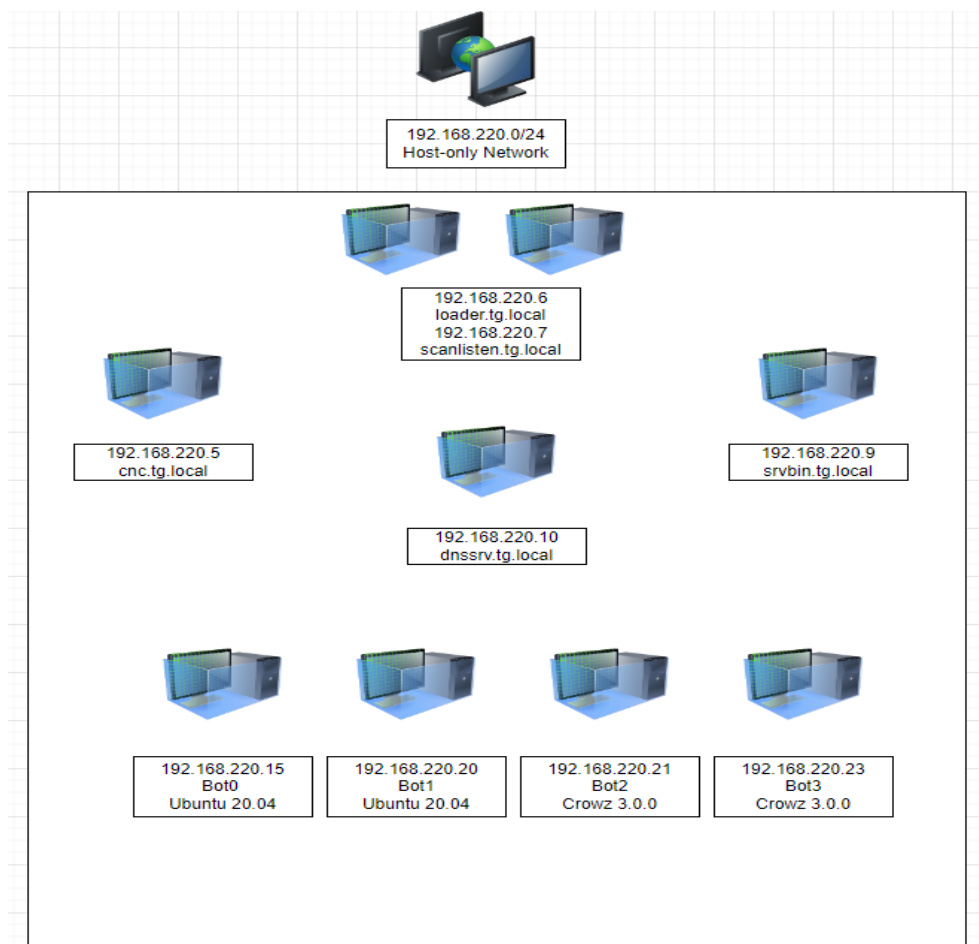 192.168.220.0/24
Host-only Network
192.168.220.6
loader.tg.local
192.168.220.7
scanlisten.tg.local
192.168.220.5
cnc.tg.local
192.168.220.9
srvbin.tg.local
192.168.220.10
dnssrv.tg.local
192.168.220.15
Bot0
Ubuntu 20.04
192.168.220.20
Bot1
Ubuntu 20.04
192.168.220.21
Bot2
Crowz 3.0.0
192.168.220.23
Bot3
Crowz 3.0.0